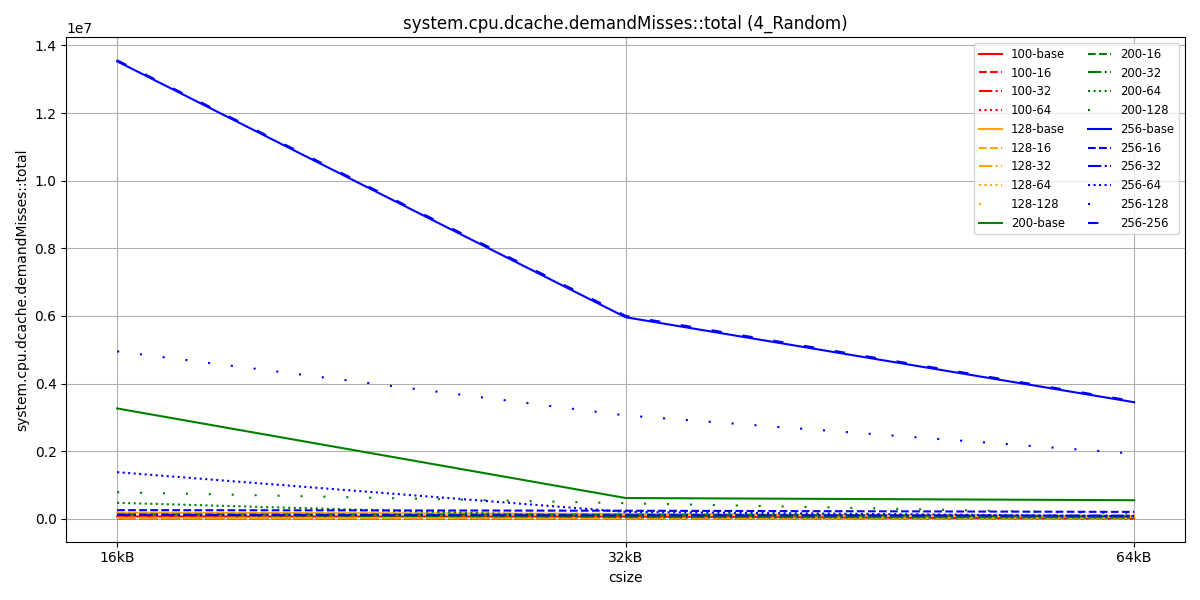 system.cpu.dcache.demandMisses::total (4_Random)
1e7
1.4
1.2
1.0
0.8
0.6
0.4
0.2
0.0
system.cpu.dcache.demandMisses::total
16kB
32kB
64kB
csize
100-base
100-16
100-32
100-64
128-base
128-16
128-32
128-64
128-128
200-base
200-16
200-32
200-64
200-128
256-base
256-16
256-32
256-64
256-128
256-256